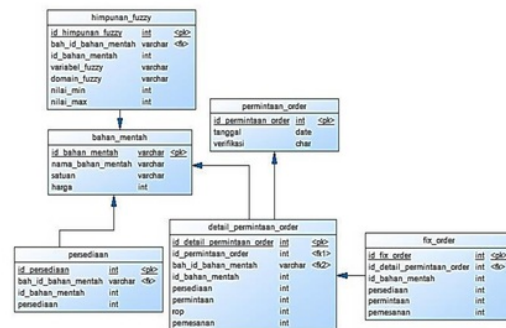 himpunan_fuzzy
id_himpunan_fuzzy int <pk>
bah_id_bahan_mentah varchar <fk>
id_bahan_mentah int
variabel_fuzzy varchar
domain_fuzzy varchar
nilai_min int
nilai_max int
permintaan_order
id_permintaan_order int <pk>
tanggal date
verifikasi char
bahan_mentah
id_bahan_mentah varchar <pk>
nama_bahan_mentah varchar
satuan varchar
harga int
persediaan
id_persediaan int <pk>
bah_id_bahan_mentah varchar <fk>
id_bahan_mentah int
persediaan int
detail_permintaan_order
id_detail_permintaan_order int <pk>
id_permintaan_order int <fk1>
bah_id_bahan_mentah varchar <fk2>
id_bahan_mentah int
persediaan int
permintaan int
rop int
pemesanan int
fix_order
id_fix_order int <pk>
id_detail_permintaan_order int <fk>
id_bahan_mentah int
persediaan int
permintaan int
pemesanan int